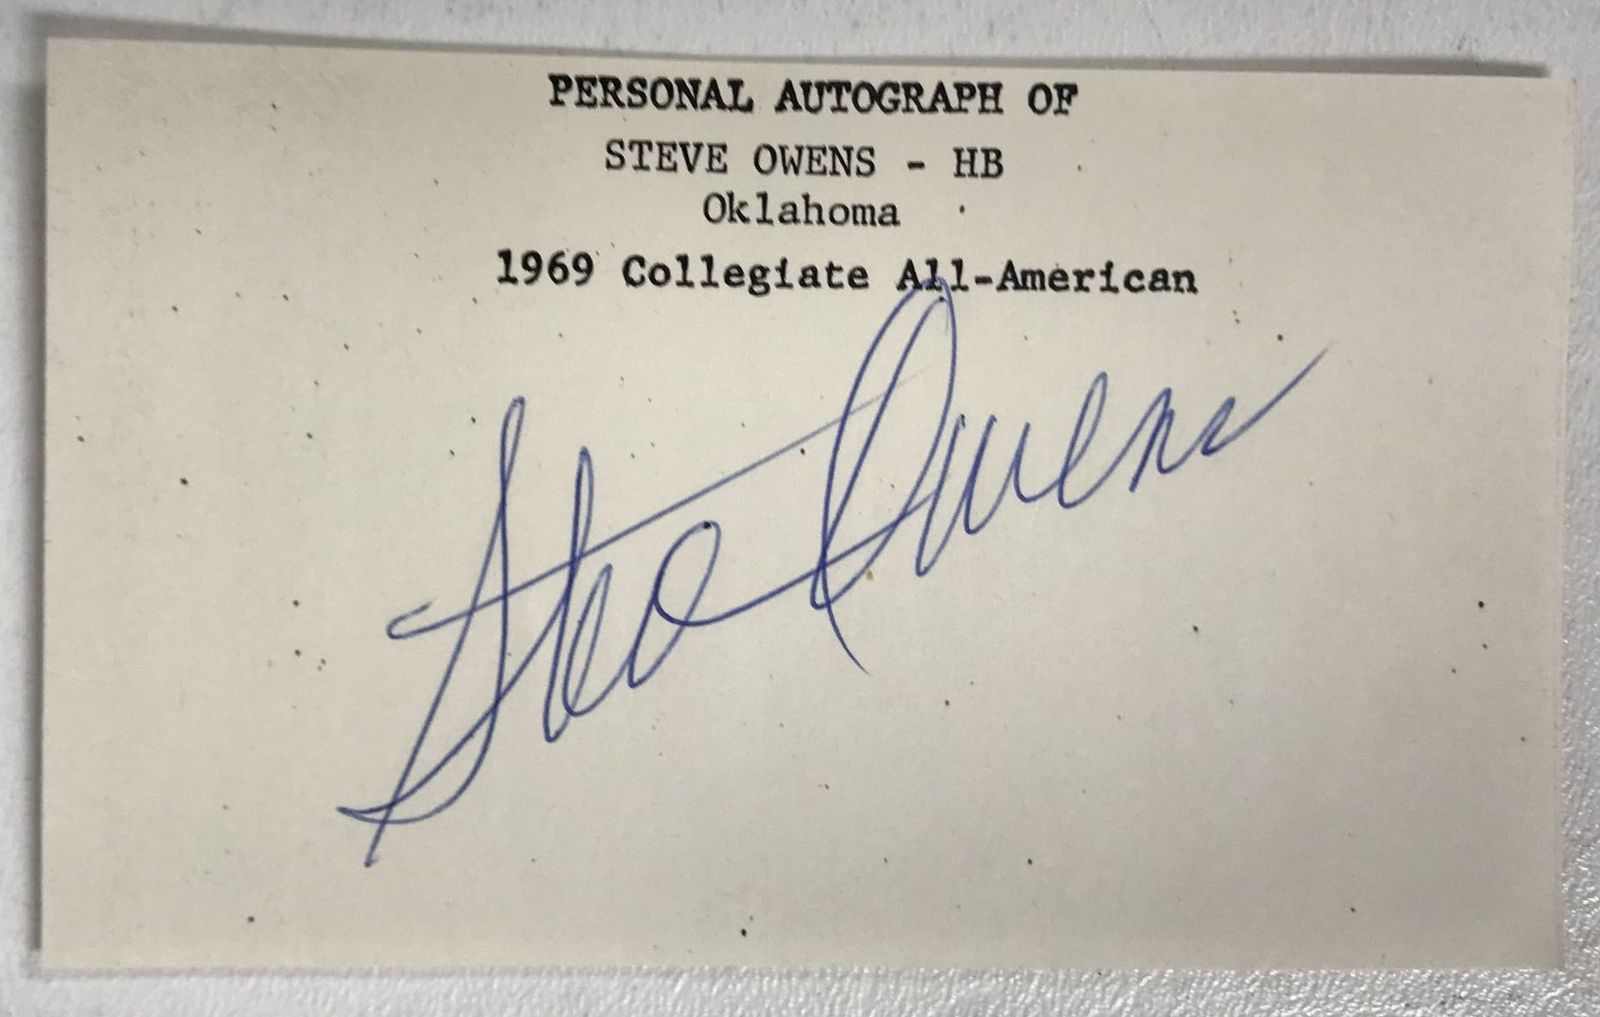 PERSONAL AUTOGRAPH OF
STEVE OWENS - HB
Oklahoma
1969 Collegiate All-American
Steve Owens